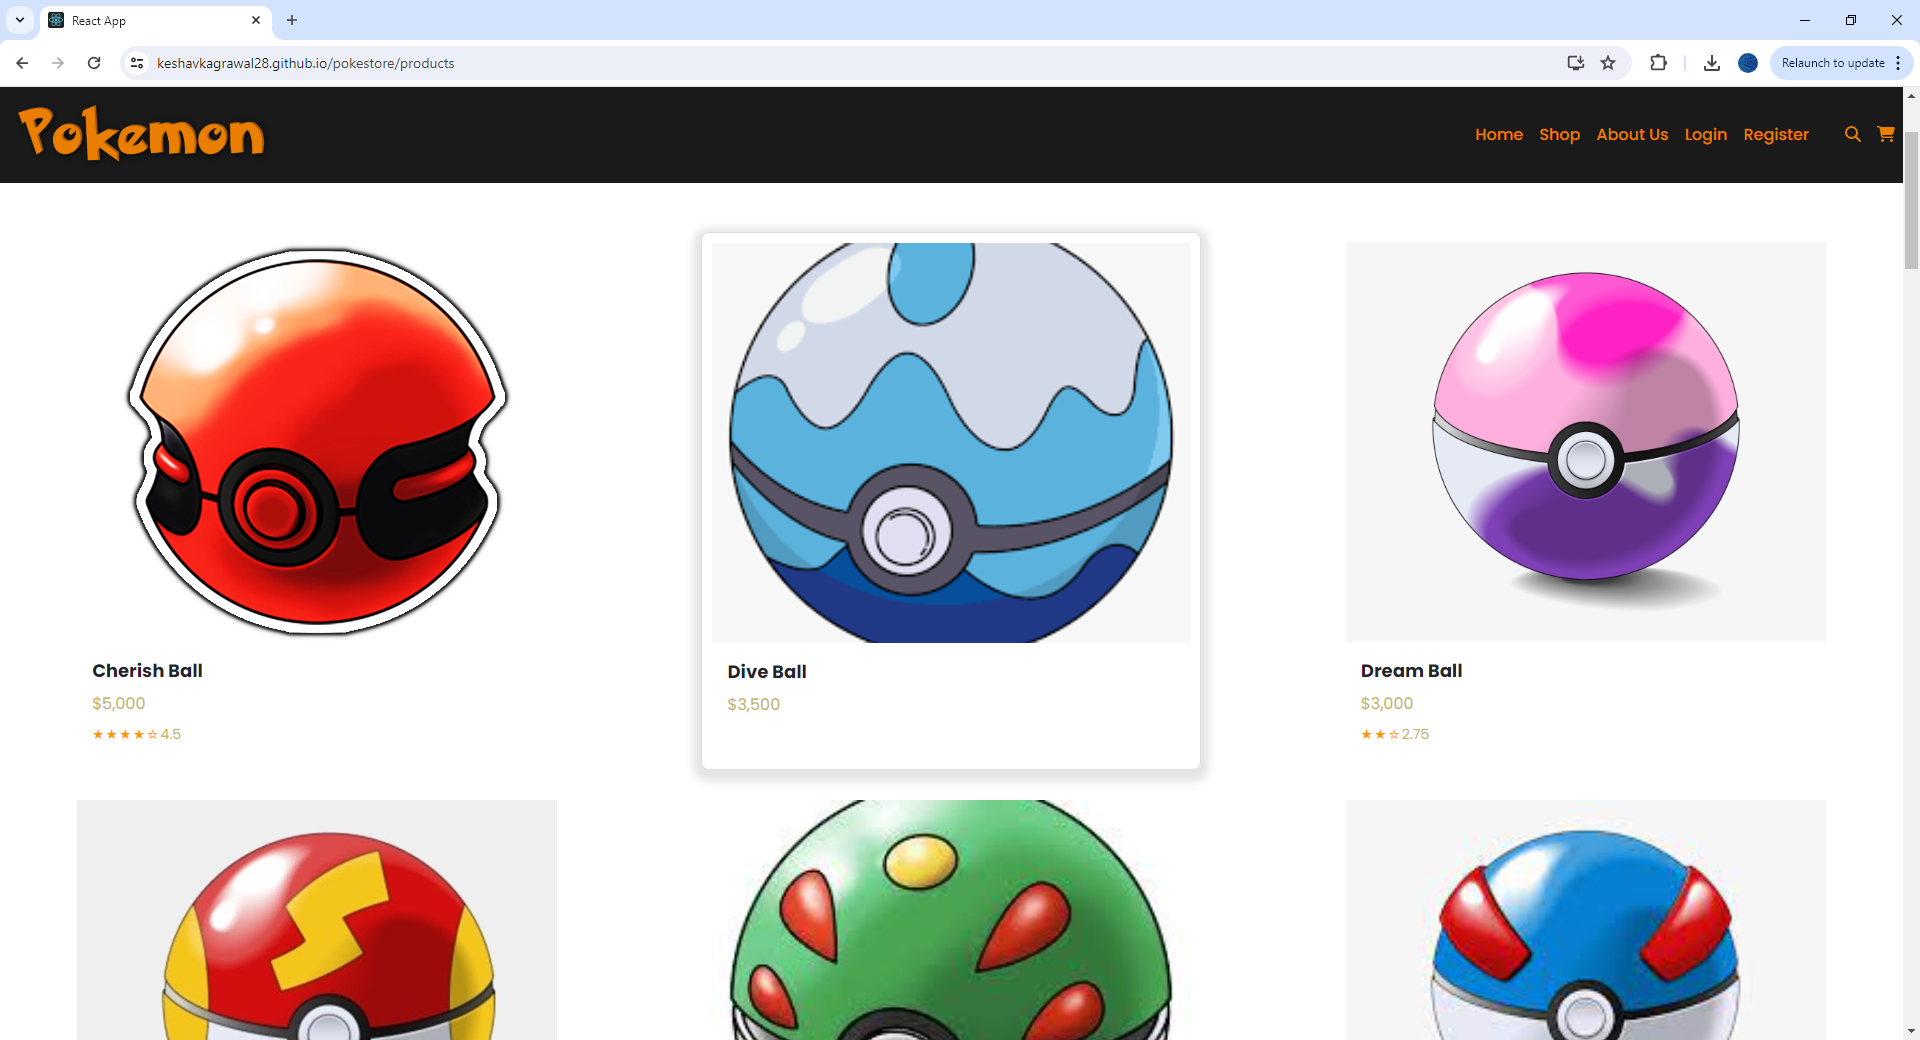 React App
keshavkagrawal28.github.io/pokestore/products
Relaunch to update
Pokemon
Home Shop About Us Login Register
Cherish Ball
$5,000
★★★★☆4.5
Dive Ball
$3,500
Dream Ball
$3,000
★★☆2.75